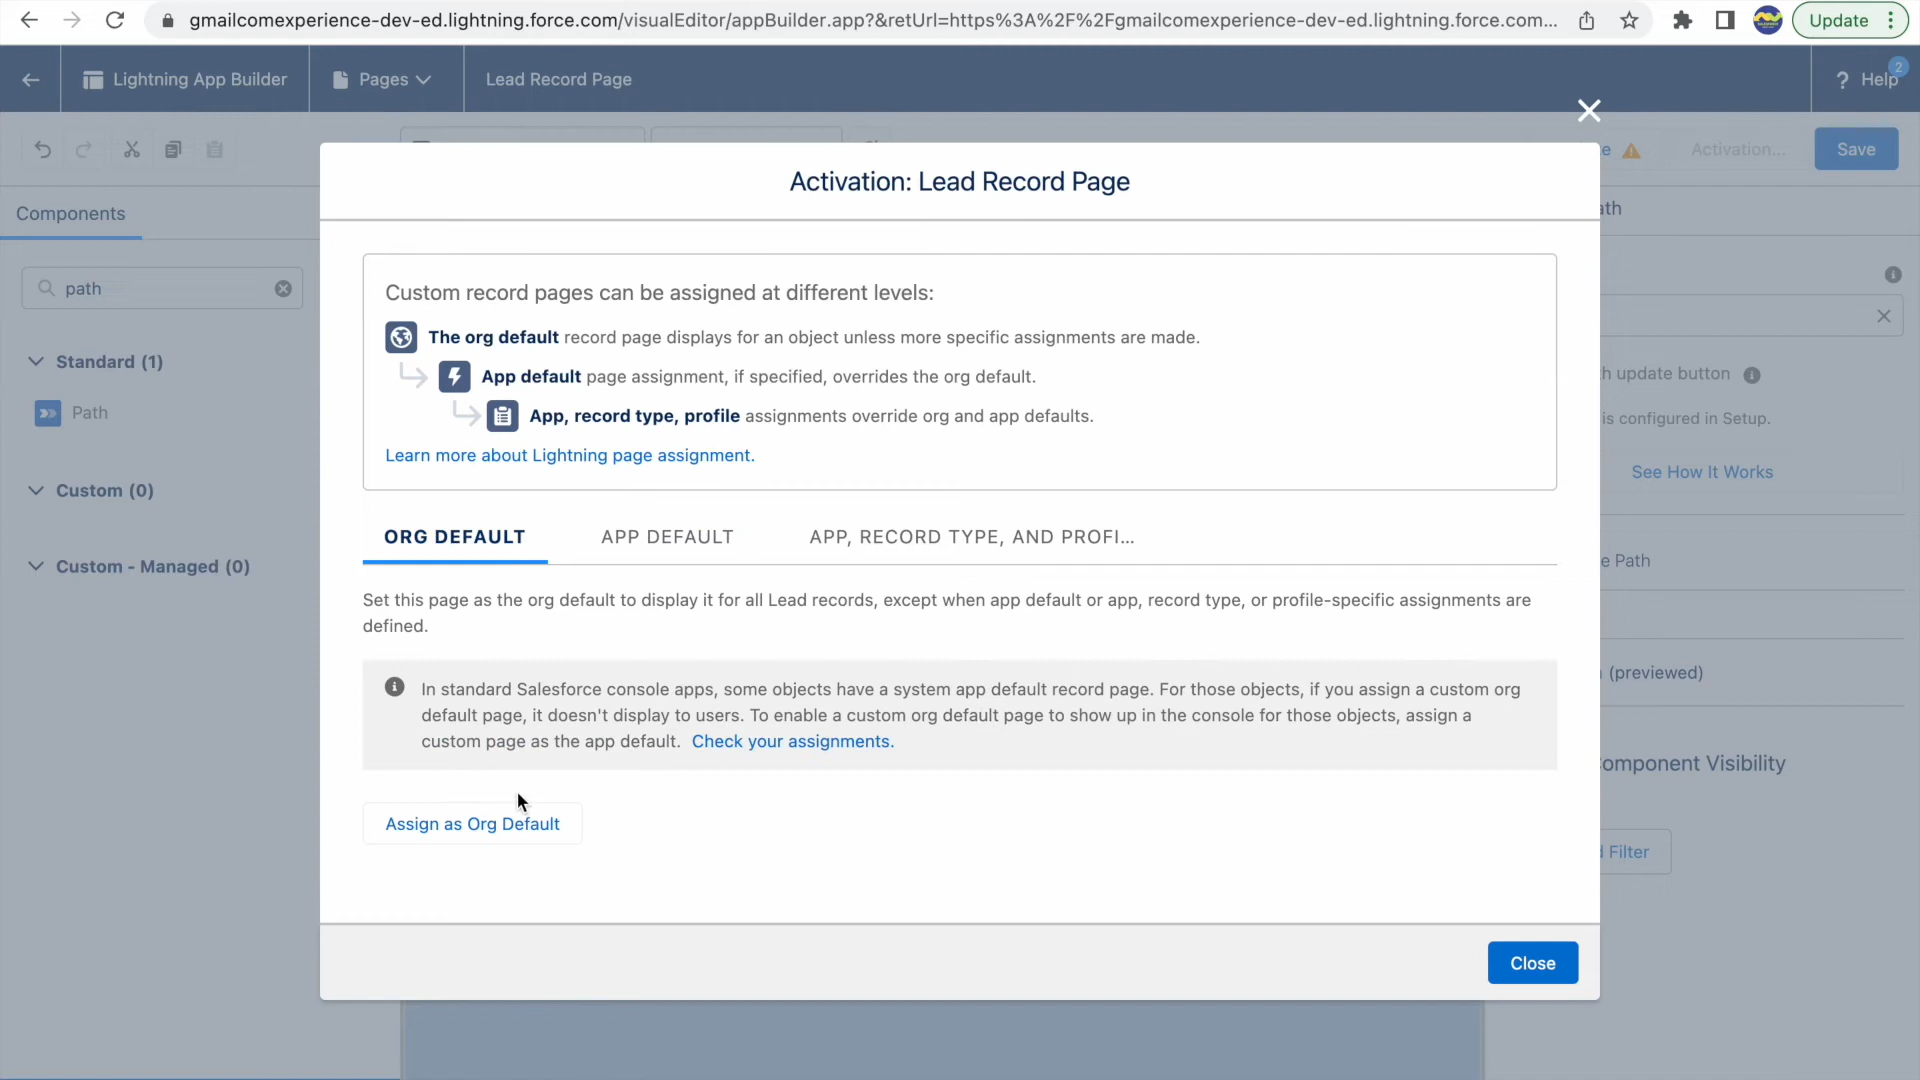 gmailcomexperience-dev-ed.lightning.force.com/visualEditor/appBuilder.app?&retUrl=https%3A%2F%2Fgmailcomexperience-dev-ed.lightning.force.com...
Update
Lightning App Builder
Pages
Lead Record Page
2
? Help
e
Activation...
Save
Activation: Lead Record Page
Components
ath
path
Custom record pages can be assigned at different levels:
The org default record page displays for an object unless more specific assignments are made.
Standard (1)
App default page assignment, if specified, overrides the org default.
h update button
Path
App, record type, profile assignments override org and app defaults.
is configured in Setup.
Learn more about Lightning page assignment.
See How It Works
Custom (0)
ORG DEFAULT
APP DEFAULT
APP, RECORD TYPE, AND PROFI...
Custom - Managed (0)
e Path
Set this page as the org default to display it for all Lead records, except when app default or app, record type, or profile-specific assignments are
defined.
(previewed)
In standard Salesforce console apps, some objects have a system app default record page. For those objects, if you assign a custom org
default page, it doesn't display to users. To enable a custom org default page to show up in the console for those objects, assign a
custom page as the app default. Check your assignments.
omponent Visibility
Assign as Org Default
Filter
Close